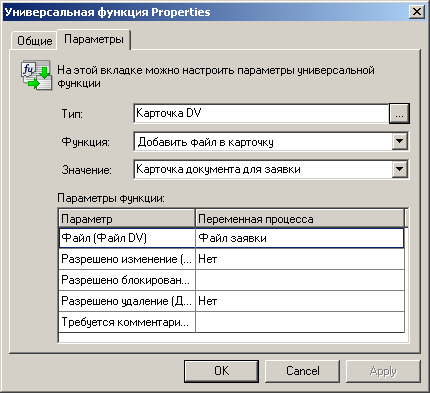 Универсальная функция Properties
Общие Параметры
На этой вкладке можно настроить параметры универсальной
функции
Тип: Карточка DV ...
Функция: Добавить файл в карточку
Значение: Карточка документа для заявки
Параметры функции:
Параметр Переменная процесса
Файл (Файл DV) Файл заявки
Разрешено изменение (... Нет
Разрешено блокирован...
Разрешено удаление (Д... Нет
Требуется комментари...
OK Cancel Apply